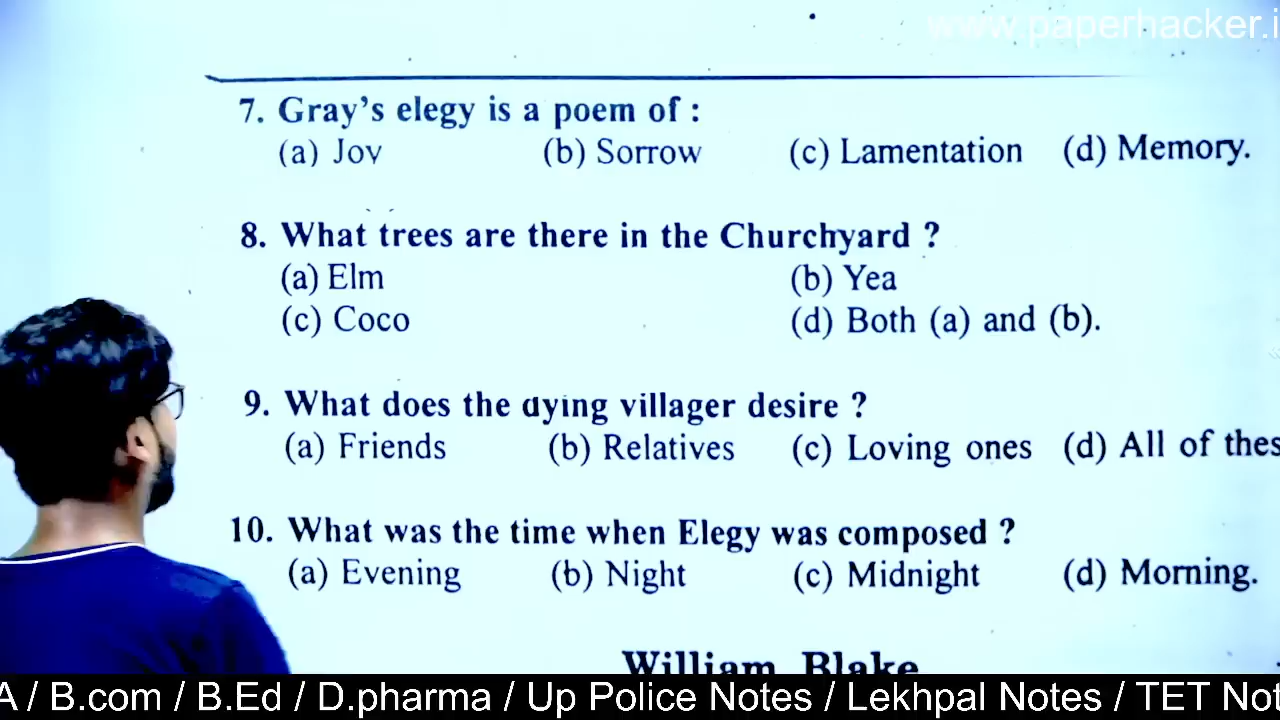 www.paperhacker.i
7. Gray's elegy is a poem of :
(a) Joy (b) Sorrow (c) Lamentation (d) Memory.
8. What trees are there in the Churchyard ?
(a) Elm (b) Yea
(c) Coco (d) Both (a) and (b).
9. What does the dying villager desire ?
(a) Friends (b) Relatives (c) Loving ones (d) All of thes
10. What was the time when Elegy was composed ?
(a) Evening (b) Night (c) Midnight (d) Morning.
William Blake
A / B.com / B.Ed / D.pharma / Up Police Notes / Lekhpal Notes / TET Not